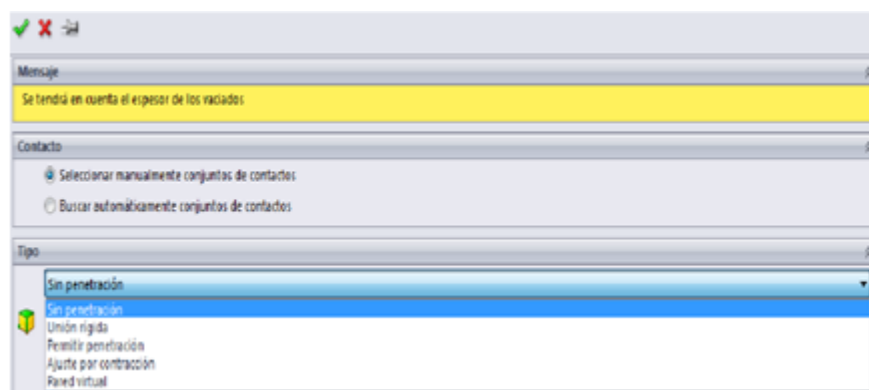 Mensaje
Se tendrá en cuenta el espesor de los vaciados
Contacto
Seleccionar manualmente conjuntos de contactos
Buscar automáticamente conjuntos de contactos
Tipo
Sin penetración
Sin penetración
Unión rígida
Permitir penetración
Ajuste por contracción
Pared virtual